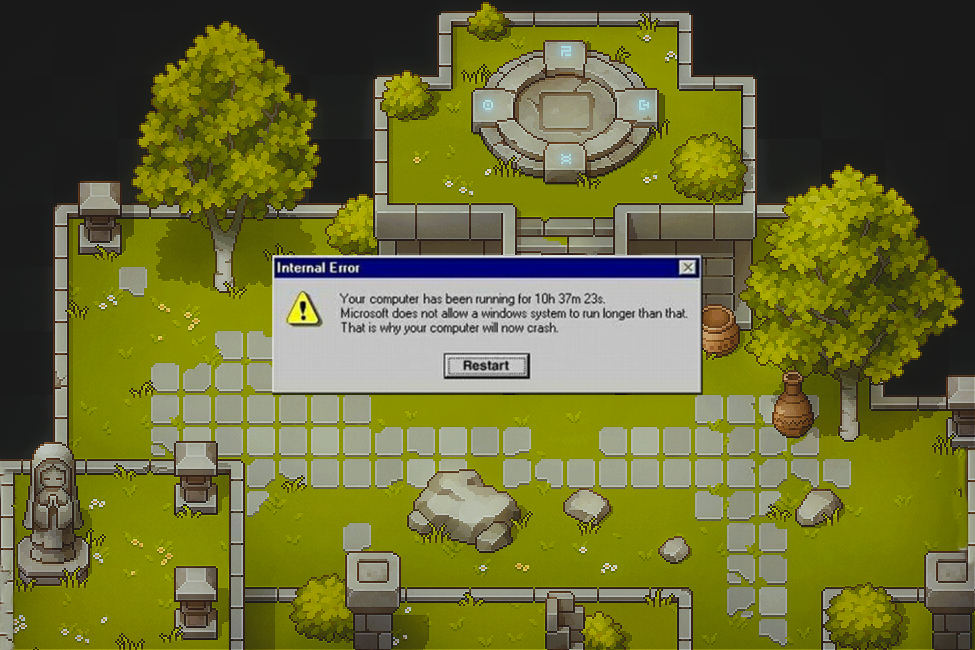 Internal Error
Your computer has been running for 10h 37m 23s.
Microsoft does not allow a windows system to run longer than that.
That is why your computer will now crash.
Restart